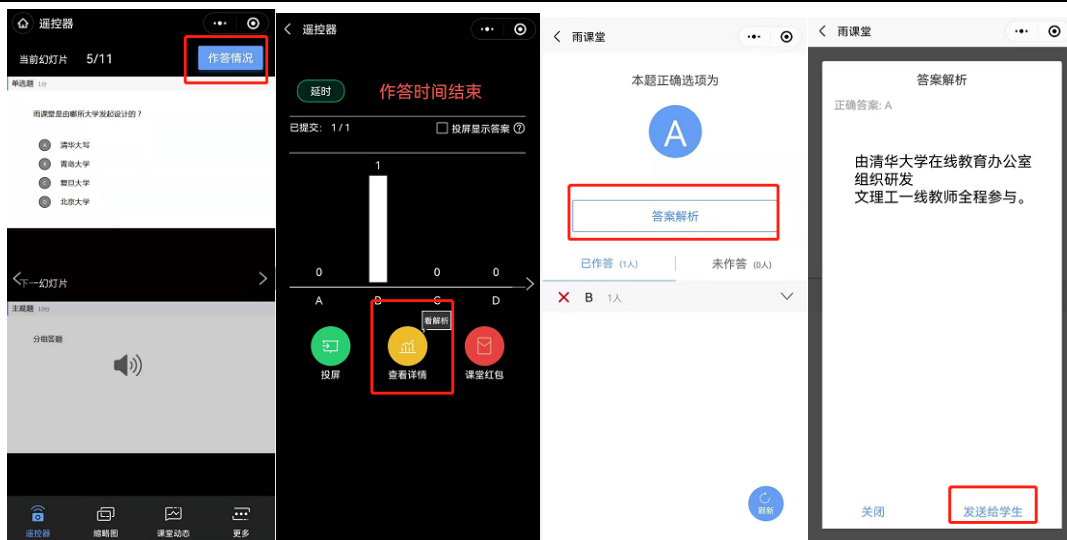 遥控器
当前幻灯片 5/11
作答情况
单选题 1分
雨课堂是由哪所大学发起设计的？
A 清华大写
B 青岛大学
C 复旦大学
D 北京大学
下一幻灯片
主观题 10分
分组答题
遥控器 缩略图 课堂动态 更多
遥控器
延时 作答时间结束
已提交: 1/1 投屏显示答案
1
0 0 0
A B C D
看解析
投屏 查看详情 课堂红包
雨课堂
本题正确选项为
A
答案解析
已作答 (1人) 未作答 (0人)
B 1人
刷新
雨课堂
答案解析
正确答案: A
由清华大学在线教育办公室
组织研发
文理工一线教师全程参与。
关闭 发送给学生